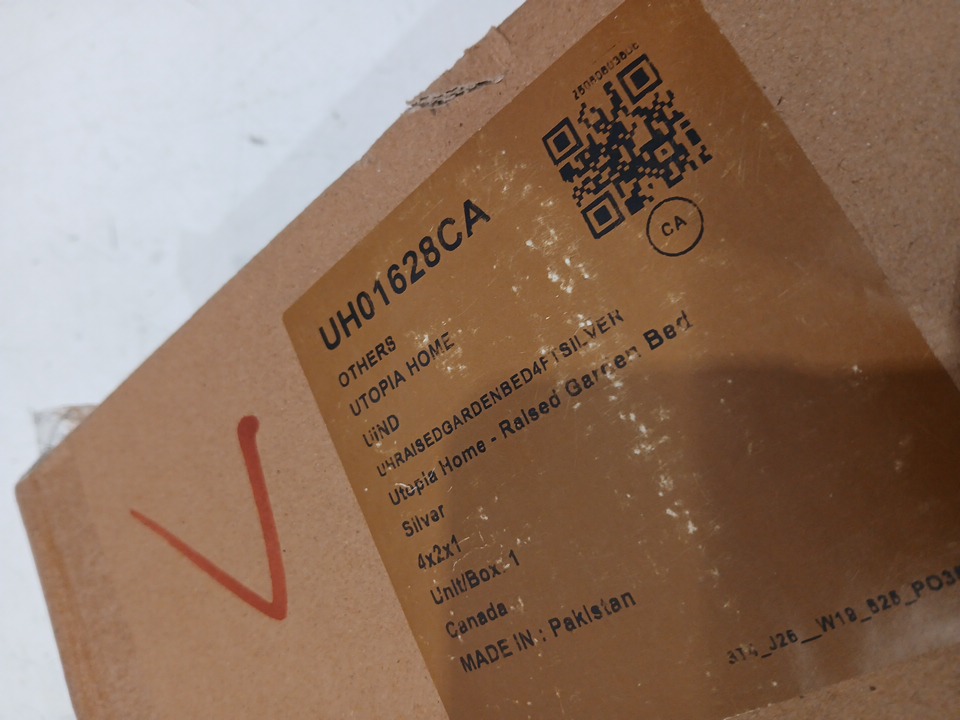 UH01628CA
CA
OTHERS
UTOPIA HOME
UIND
UHRAISEDGARDENBED4FTSILVER
Utopia Home - Raised Garden Bed
Silver
4x2x1
Unit/Box: 1
Canada
MADE IN : Pakistan